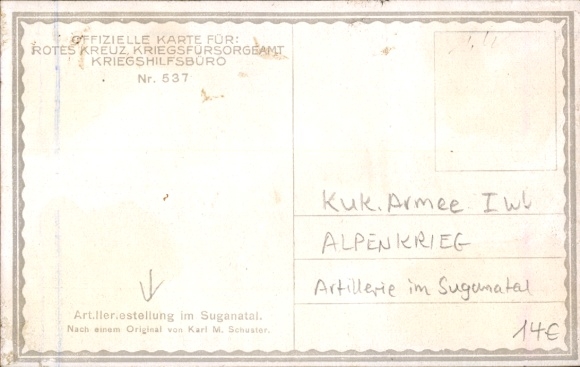 OFFIZIELLE KARTE FÜR:
ROTES KREUZ, KRIEGSFÜRSORGEAMT
KRIEGSHILFSBÜRO
Nr. 537
KuK. Armee I Wk
ALPENKRIEG
Artillerie im Suganatal
14€
Artilleriestellung im Suganatal.
Nach einem Original von Karl M. Schuster.